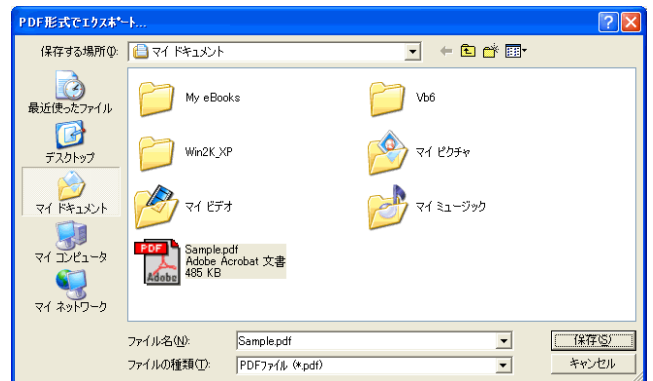 PDF形式でｴｸｽﾎﾟｰﾄ...
保存する場所(I):
マイ ドキュメント
最近使ったファイル
デスクトップ
マイ ドキュメント
マイ コンピュータ
マイ ネットワーク
My eBooks
Vb6
Win2K_XP
マイ ピクチャ
マイ ビデオ
マイ ミュージック
PDF
Adobe
Sample.pdf
Adobe Acrobat 文書
485 KB
ファイル名(N):
Sample.pdf
保存(S)
ファイルの種類(T):
PDFﾌｧｲﾙ (*.pdf)
キャンセル